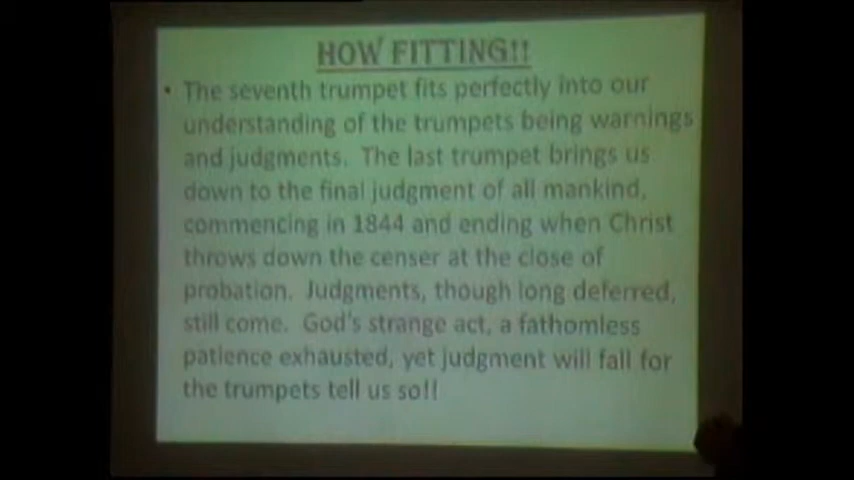 HOW FITTING!!
• The seventh trumpet fits perfectly into our
understanding of the trumpets being warnings
and judgments. The last trumpet brings us
down to the final judgment of all mankind,
commencing in 1844 and ending when Christ
throws down the censer at the close of
probation. Judgments, though long deferred,
still come. God's strange act, a fathomless
patience exhausted, yet judgment will fall for
the trumpets tell us so!!